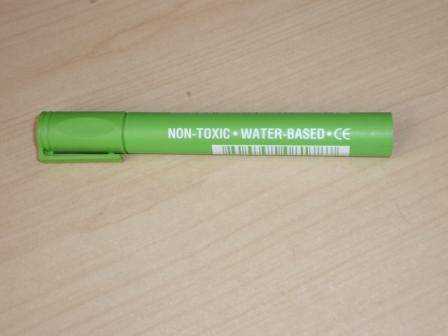 NON-TOXIC • WATER-BASED • CE